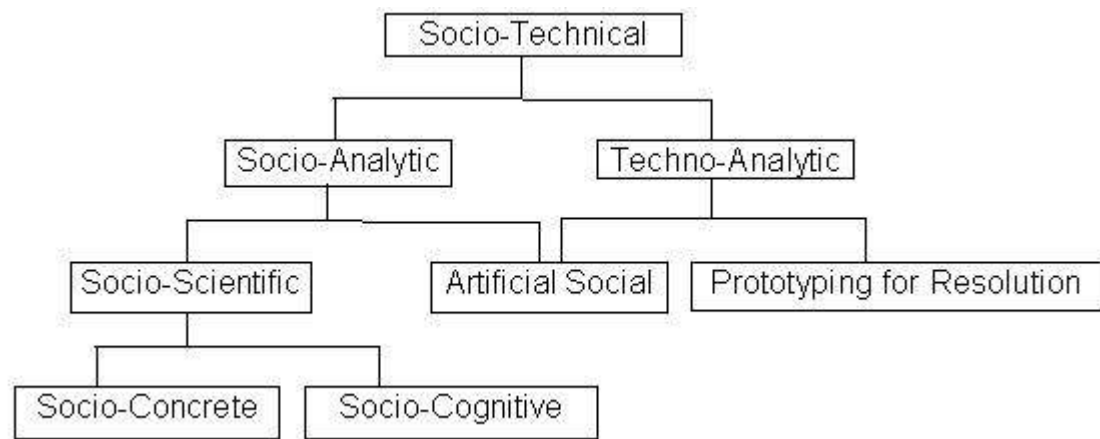 Socio-Technical
Socio-Analytic
Techno-Analytic
Socio-Scientific
Artificial Social
Prototyping for Resolution
Socio-Concrete
Socio-Cognitive